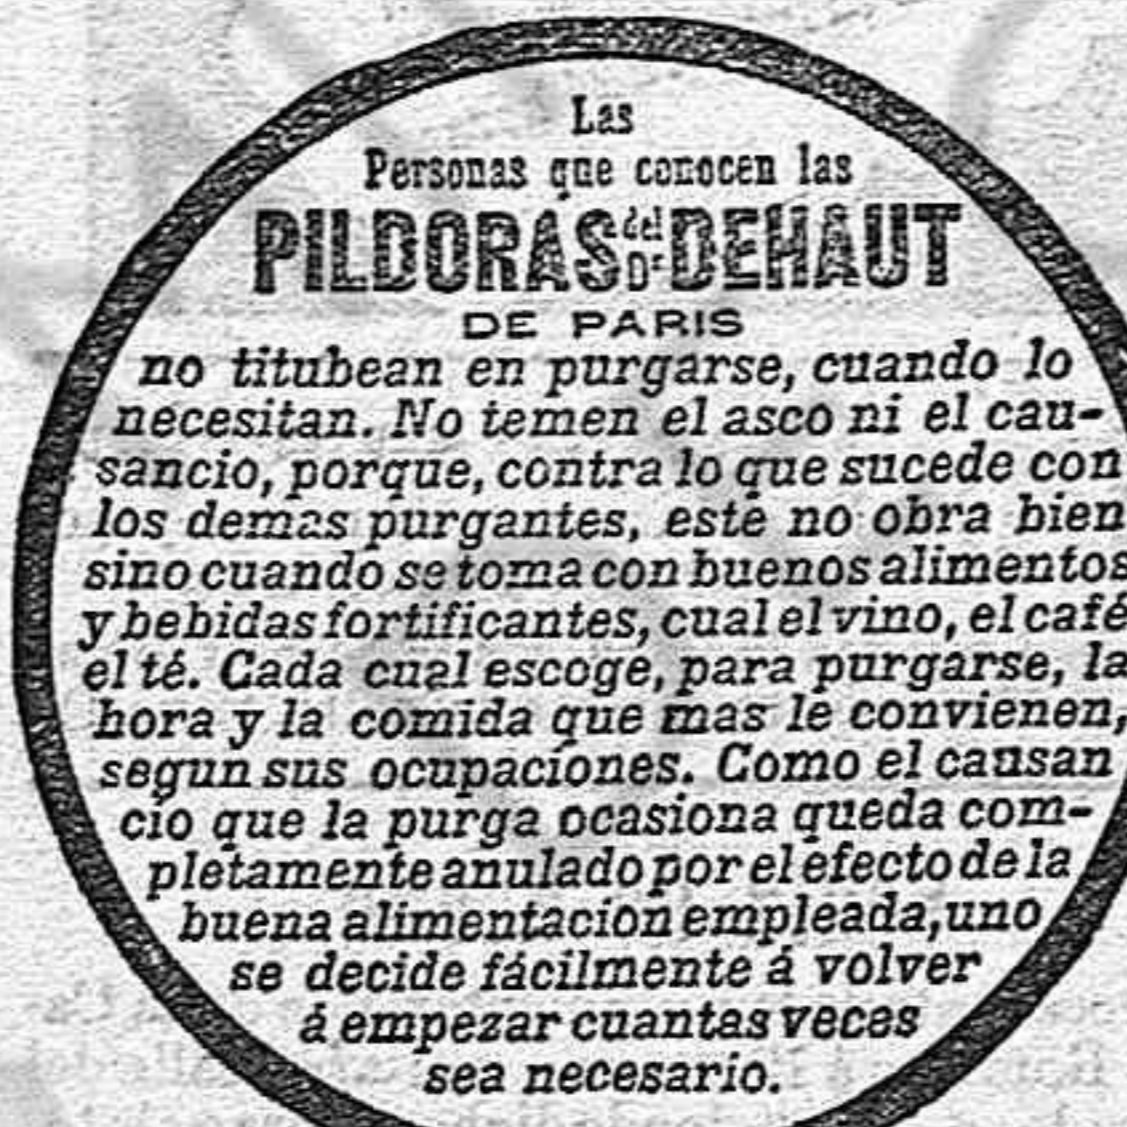 Las
Personas que conocen las
PILDORAS del Dr DEHAUT
DE PARIS
no titubean en purgarse, cuando lo
necesitan. No temen el asco ni el cau-
sancio, porque, contra lo que sucede con
los demas purgantes, este no obra bien
sino cuando se toma con buenos alimentos
y bebidas fortificantes, cual el vino, el café
el té. Cada cual escoge, para purgarse, la
hora y la comida que mas le convienen,
segun sus ocupaciones. Como el causan
cio que la purga ocasiona queda com-
pletamente anulado por el efecto de la
buena alimentacion empleada, uno
se decide fácilmente á volver
á empezar cuantas veces
sea necesario.